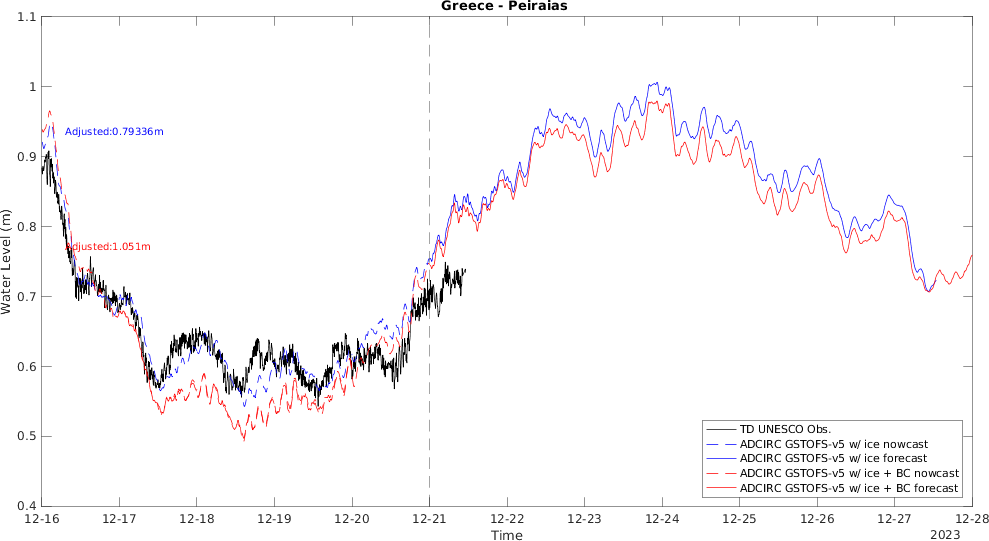 Greece - Peiraias
1.1
1
0.9
0.8
0.7
0.6
0.5
0.4
Water Level (m)
Adjusted:0.79336m
Adjusted:1.051m
TD UNESCO Obs.
ADCIRC GSTOFS-v5 w/ ice nowcast
ADCIRC GSTOFS-v5 w/ ice forecast
ADCIRC GSTOFS-v5 w/ ice + BC nowcast
ADCIRC GSTOFS-v5 w/ ice + BC forecast
12-16 12-17 12-18 12-19 12-20 12-21 12-22 12-23 12-24 12-25 12-26 12-27 12-28
Time
2023